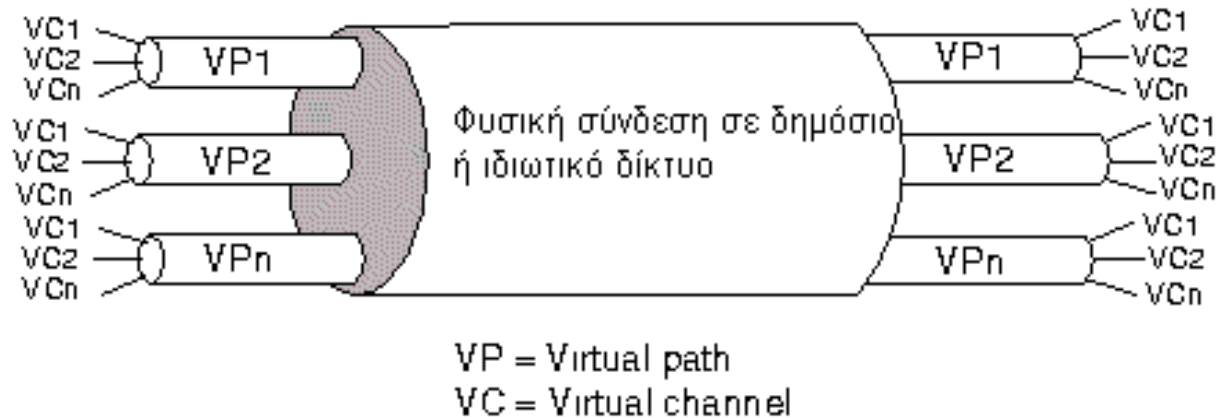 VC1
VC2
VCn
VP1
VC1
VC2
VCn
VP2
VC1
VC2
VCn
VPn
Φυσική σύνδεση σε δημόσιο
ή ιδιωτικό δίκτυο
VP1
VC1
VC2
VCn
VP2
VC1
VC2
VCn
VPn
VC1
VC2
VCn
VP = Virtual path
VC = Virtual channel